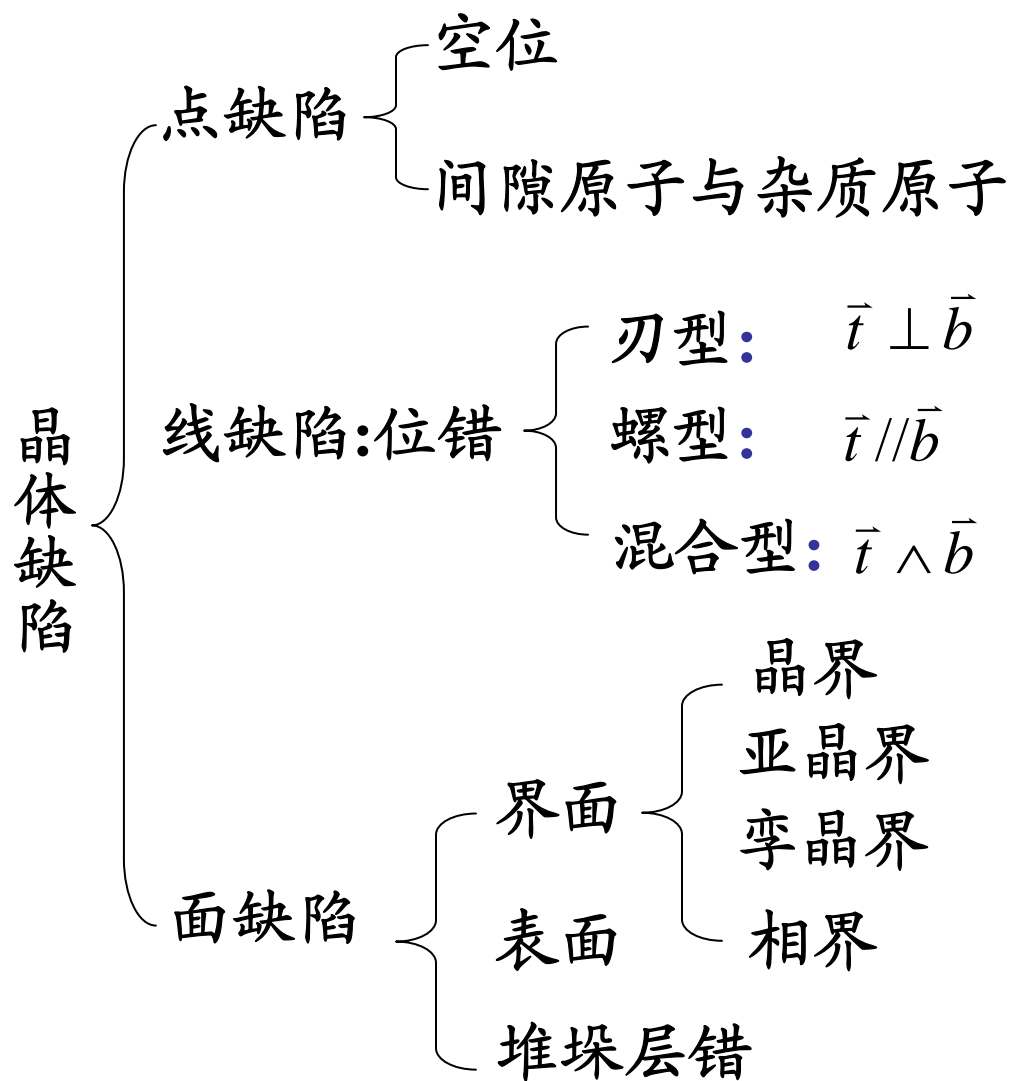 晶体缺陷
点缺陷
空位
间隙原子与杂质原子
线缺陷:位错
刃型: t⃗ ⊥ b⃗
螺型: t⃗ // b⃗
混合型: t⃗ ∧ b⃗
面缺陷
界面
晶界
亚晶界
孪晶界
相界
表面
堆垛层错